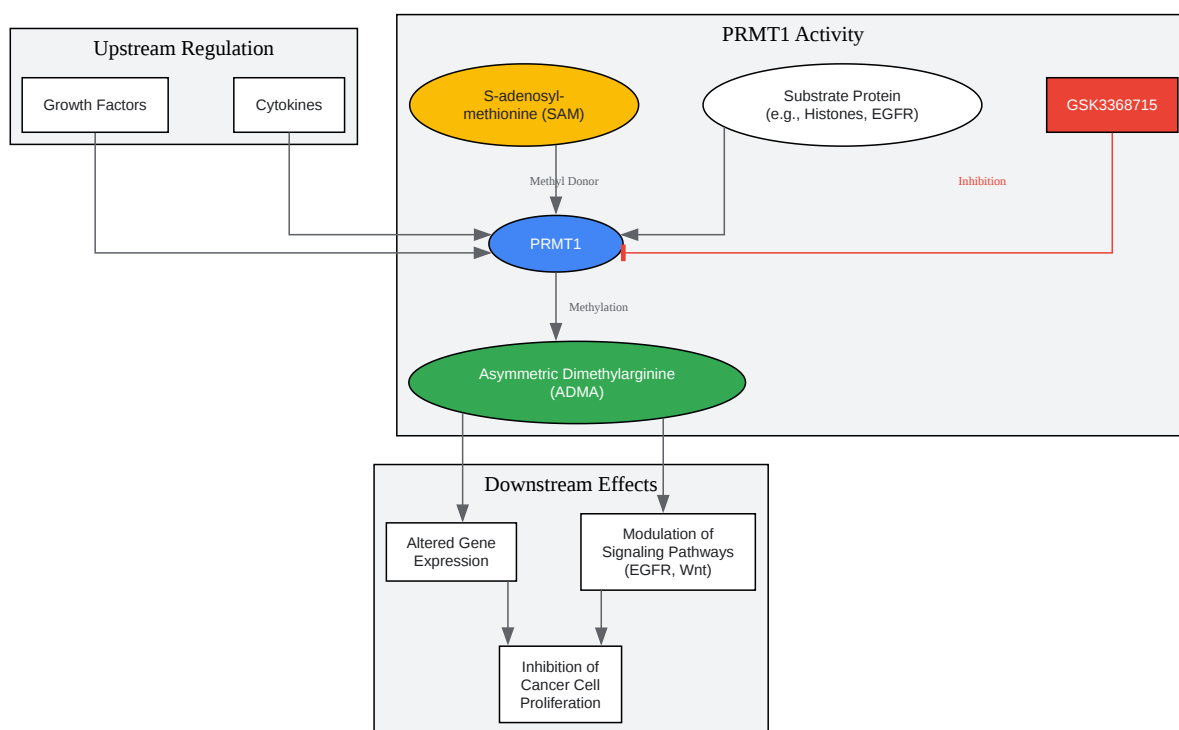 Upstream Regulation
Growth Factors
Cytokines
PRMT1 Activity
S-adenosyl-
methionine (SAM)
Substrate Protein
(e.g., Histones, EGFR)
GSK3368715
Methyl Donor
Inhibition
PRMT1
Methylation
Asymmetric Dimethylarginine
(ADMA)
Downstream Effects
Altered Gene
Expression
Modulation of
Signaling Pathways
(EGFR, Wnt)
Inhibition of
Cancer Cell
Proliferation